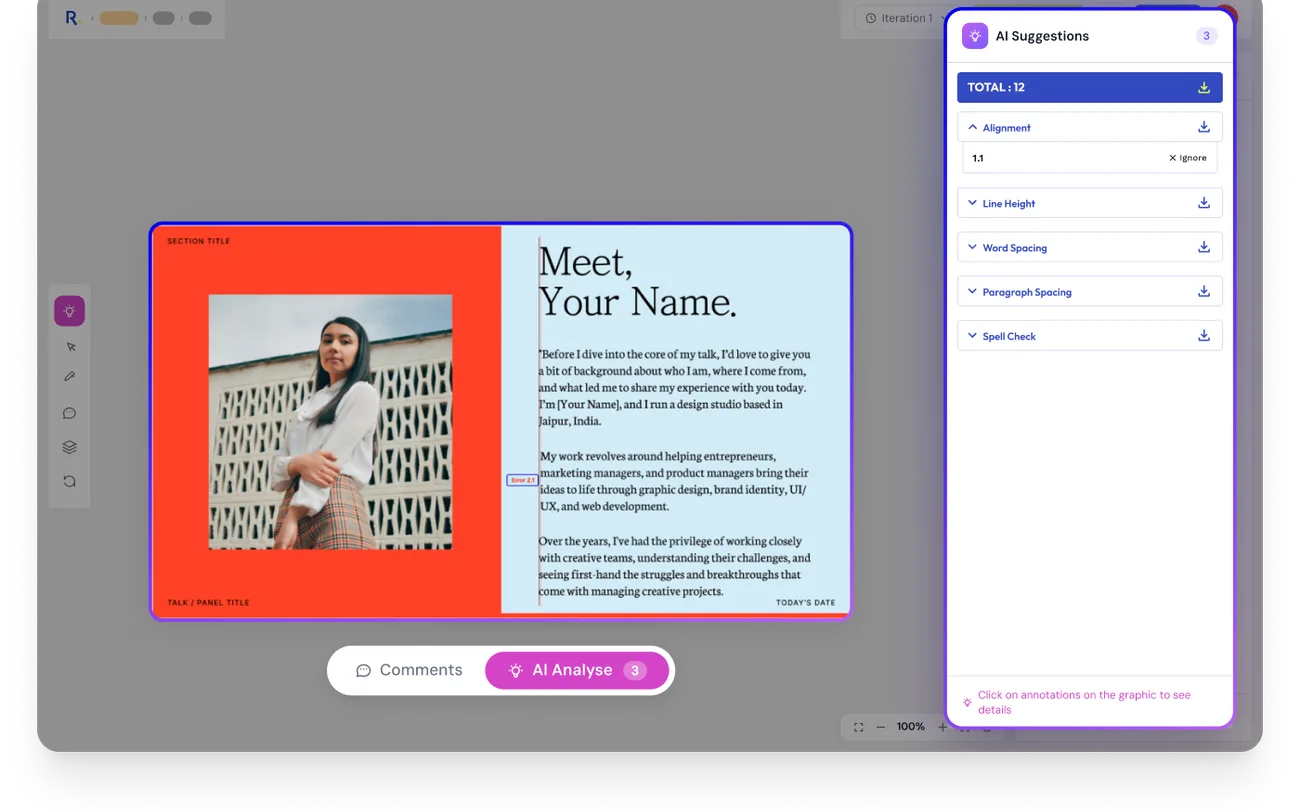 R
Iteration 1
AI Suggestions
3
TOTAL : 12
Alignment
1.1
Ignore
Line Height
Word Spacing
Paragraph Spacing
Spell Check
Click on annotations on the graphic to see
details
SECTION TITLE
TALK / PANEL TITLE
Meet,
Your Name.
"Before I dive into the core of my talk, I'd love to give you
a bit of background about who I am, where I come from,
and what led me to share my experience with you today.
I'm [Your Name], and I run a design studio based in
Jaipur, India.
My work revolves around helping entrepreneurs,
marketing managers, and product managers bring their
ideas to life through graphic design, brand identity, UI/
UX, and web development.
Error 2.1
Over the years, I've had the privilege of working closely
with creative teams, understanding their challenges, and
seeing first-hand the struggles and breakthroughs that
come with managing creative projects.
TODAY'S DATE
Comments
AI Analyse 3
100%